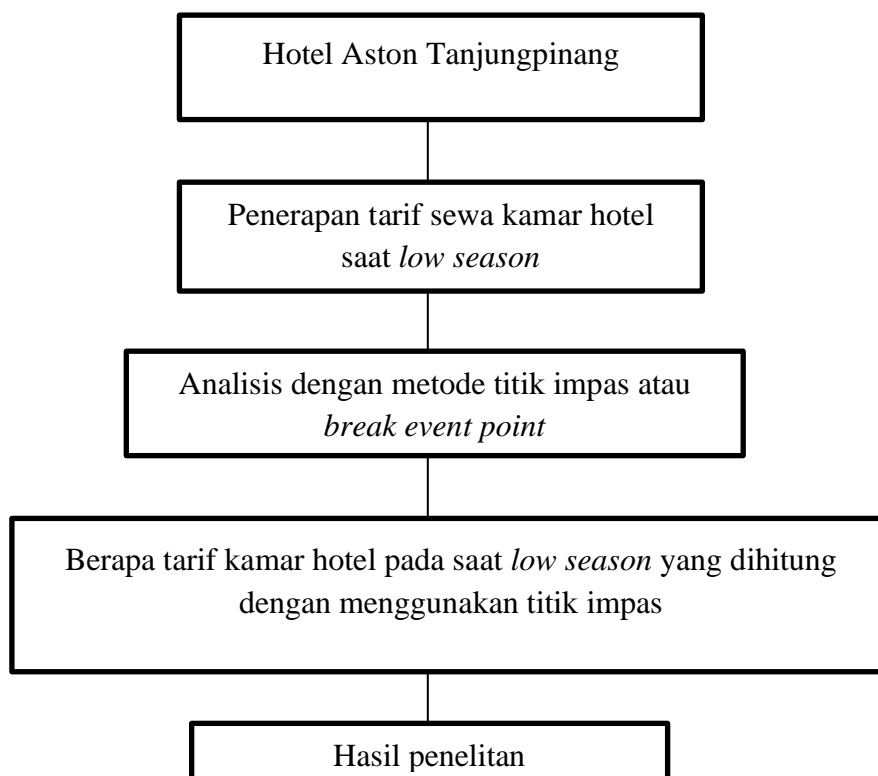 Hotel Aston Tanjungpinang
Penerapan tarif sewa kamar hotel
saat low season
Analisis dengan metode titik impas atau
break event point
Berapa tarif kamar hotel pada saat low season yang dihitung
dengan menggunakan titik impas
Hasil penelitan